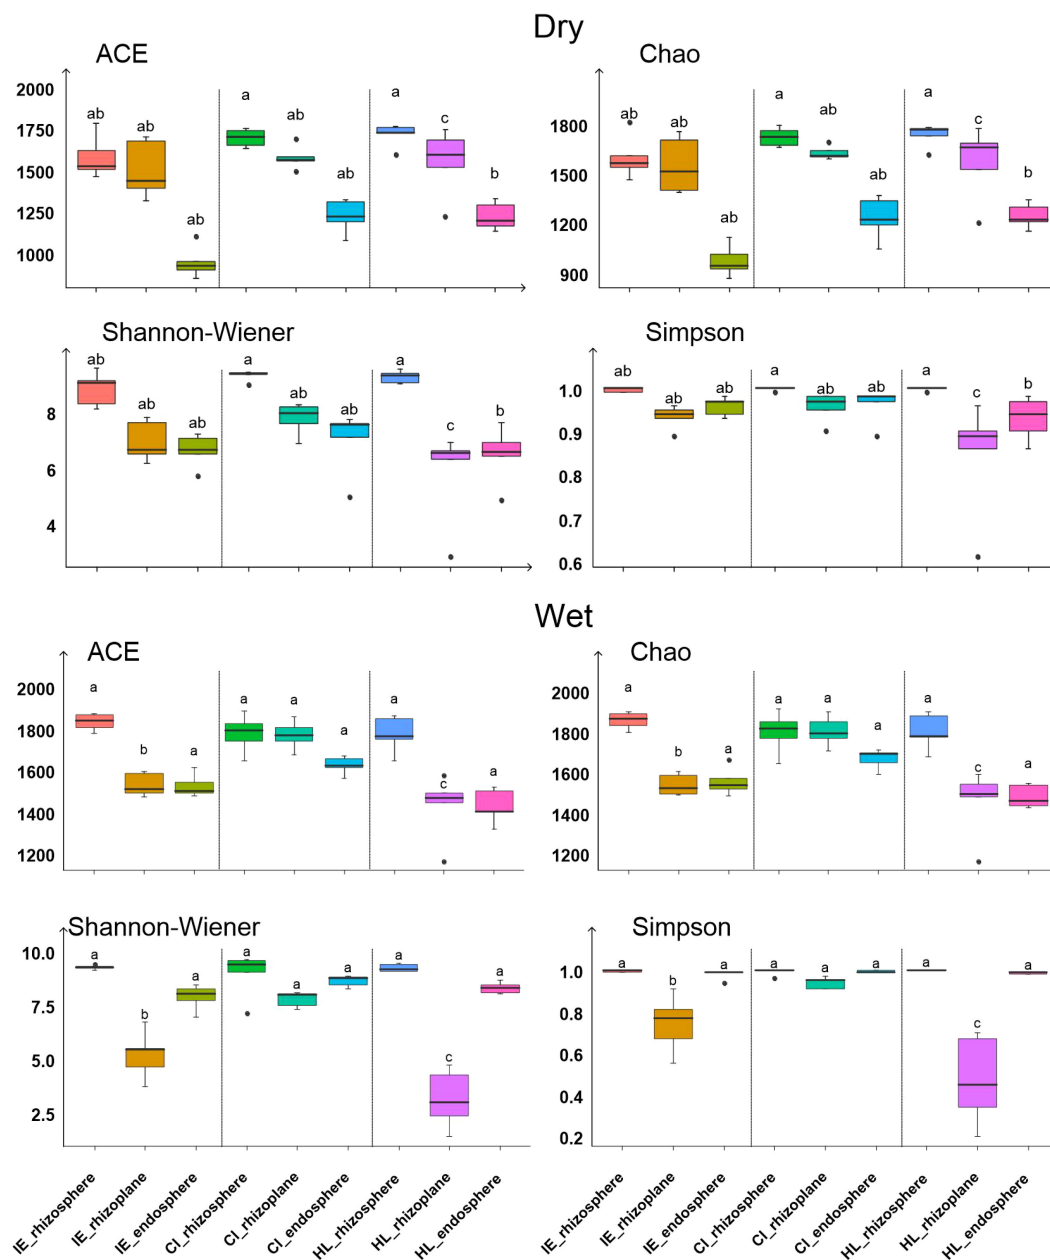 Dry
ACE
2000
1750
1500
1250
1000
ab
ab
ab
a
ab
ab
a
c
b
Chao
1800
1500
1200
900
ab
ab
ab
a
ab
ab
a
c
b
Shannon-Wiener
8
6
4
ab
ab
ab
a
ab
ab
a
c
b
Simpson
1.0
0.9
0.8
0.7
0.6
ab
ab
ab
a
ab
ab
a
c
b
Wet
ACE
2000
1800
1600
1400
1200
a
b
a
a
a
a
a
c
a
Chao
2000
1800
1600
1400
1200
a
b
a
a
a
a
a
c
a
Shannon-Wiener
10.0
7.5
5.0
2.5
a
b
a
a
a
a
a
c
a
Simpson
1.0
0.8
0.6
0.4
0.2
a
b
a
a
a
a
a
c
a
IE_rhizosphere
IE_rhizoplane
IE_endosphere
CI_rhizosphere
CI_rhizoplane
CI_endosphere
HL_rhizosphere
HL_rhizoplane
HL_endosphere
IE_rhizosphere
IE_rhizoplane
IE_endosphere
CI_rhizosphere
CI_rhizoplane
CI_endosphere
HL_rhizosphere
HL_rhizoplane
HL_endosphere